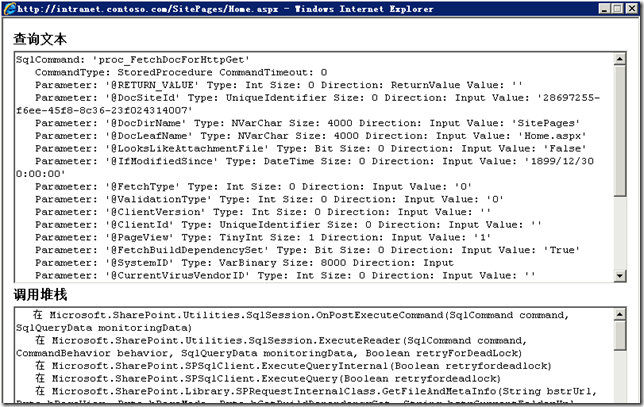 http://intranet.contoso.com/SitePages/Home.aspx - Windows Internet Explorer
查询文本
SqlCommand: 'proc_FetchDocForHttpGet'
CommandType: StoredProcedure CommandTimeout: 0
Parameter: '@RETURN_VALUE' Type: Int Size: 0 Direction: ReturnValue Value: ''
Parameter: '@DocSiteId' Type: UniqueIdentifier Size: 0 Direction: Input Value: '28697255-
f6ee-45f8-8c36-23f024314007'
Parameter: '@DocDirName' Type: NVarChar Size: 4000 Direction: Input Value: 'SitePages'
Parameter: '@DocLeafName' Type: NVarChar Size: 4000 Direction: Input Value: 'Home.aspx'
Parameter: '@LooksLikeAttachmentFile' Type: Bit Size: 0 Direction: Input Value: 'False'
Parameter: '@IfModifiedSince' Type: DateTime Size: 0 Direction: Input Value: '1899/12/30
0:00:00'
Parameter: '@FetchType' Type: Int Size: 0 Direction: Input Value: '0'
Parameter: '@ValidationType' Type: Int Size: 0 Direction: Input Value: '0'
Parameter: '@ClientVersion' Type: Int Size: 0 Direction: Input Value: ''
Parameter: '@ClientId' Type: UniqueIdentifier Size: 0 Direction: Input Value: ''
Parameter: '@PageView' Type: TinyInt Size: 1 Direction: Input Value: '1'
Parameter: '@FetchBuildDependencySet' Type: Bit Size: 0 Direction: Input Value: 'True'
Parameter: '@SystemID' Type: VarBinary Size: 8000 Direction: Input
Parameter: '@CurrentVirusVendorID' Type: Int Size: 0 Direction: Input Value: ''
调用堆栈
在 Microsoft.SharePoint.Utilities.SqlSession.OnPostExecuteCommand(SqlCommand command,
SqlQueryData monitoringData)
在 Microsoft.SharePoint.Utilities.SqlSession.ExecuteReader(SqlCommand command,
CommandBehavior behavior, SqlQueryData monitoringData, Boolean retryForDeadLock)
在 Microsoft.SharePoint.SPSqlClient.ExecuteQueryInternal(Boolean retryfordeadlock)
在 Microsoft.SharePoint.SPSqlClient.ExecuteQuery(Boolean retryfordeadlock)
在 Microsoft.SharePoint.Library.SPRequestInternalClass.GetFileAndMetaInfo(String bstrUrl,